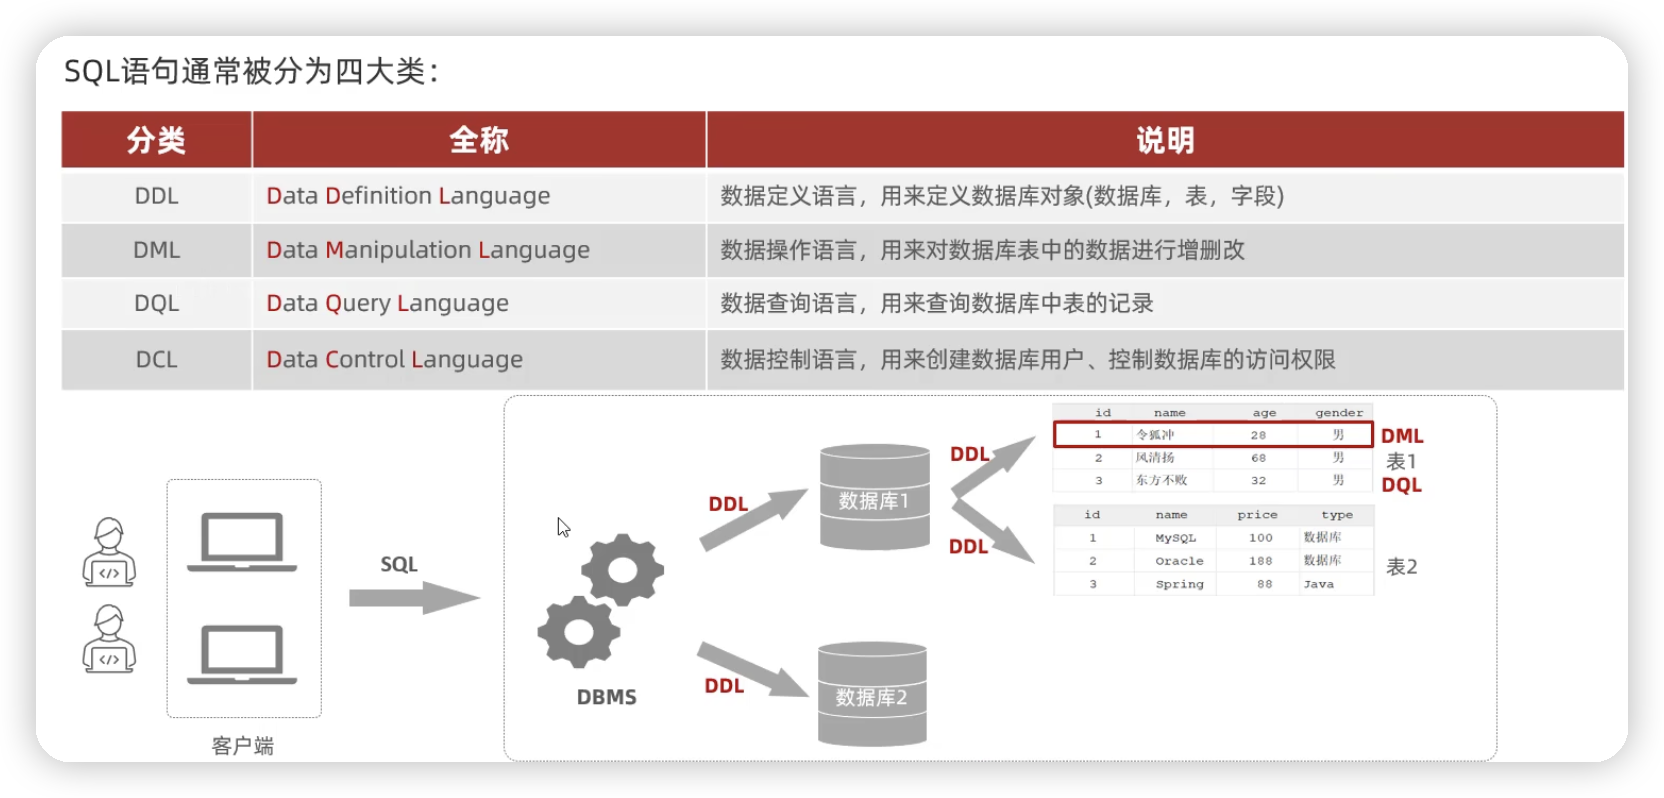 SQL语句通常被分为四大类：
分类 全称 说明
DDL Data Definition Language 数据定义语言，用来定义数据库对象(数据库，表，字段)
DML Data Manipulation Language 数据操作语言，用来对数据库表中的数据进行增删改
DQL Data Query Language 数据查询语言，用来查询数据库中表的记录
DCL Data Control Language 数据控制语言，用来创建数据库用户、控制数据库的访问权限
</>
</>
客户端
SQL
DBMS
DDL
DDL
数据库1
数据库2
DDL
DDL
id name age gender
1 令狐冲 28 男
2 风清扬 68 男
3 东方不败 32 男
DML
表1
DQL
id name price type
1 MySQL 100 数据库
2 Oracle 188 数据库
3 Spring 88 Java
表2